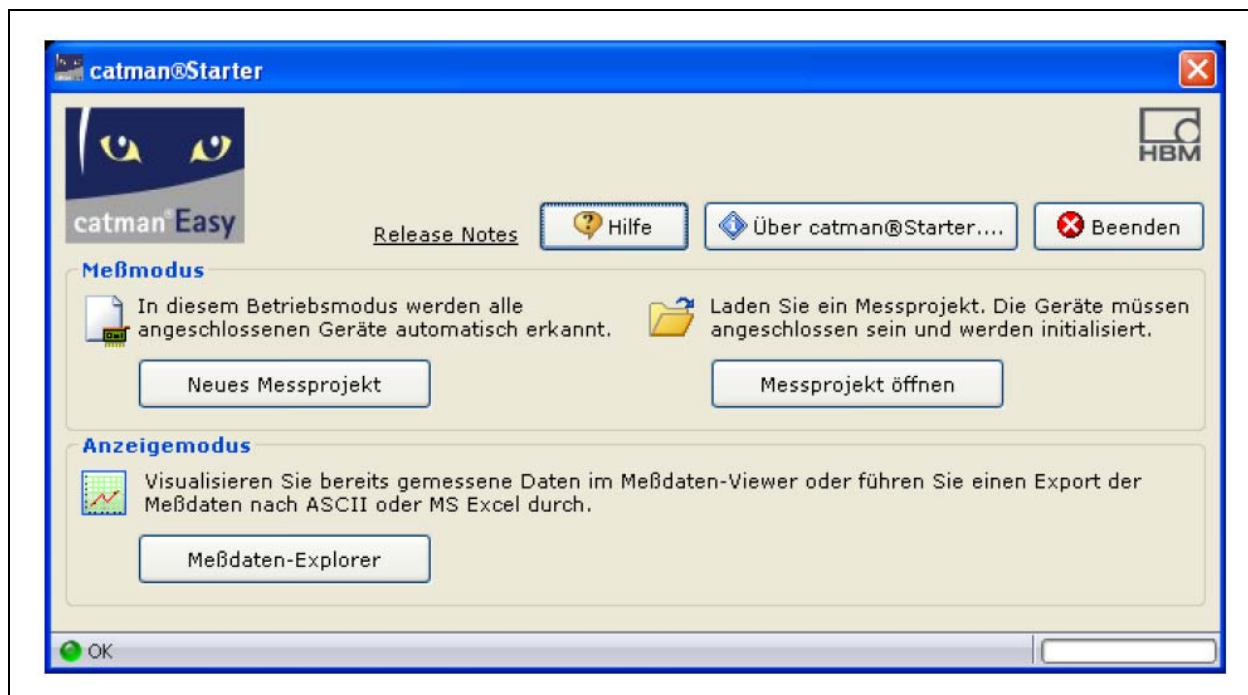 catman®Starter
HBM
catman®Easy
Release Notes
Hilfe
Über catman®Starter....
Beenden
Meßmodus
In diesem Betriebsmodus werden alle
angeschlossenen Geräte automatisch erkannt.
Neues Messprojekt
Laden Sie ein Messprojekt. Die Geräte müssen
angeschlossen sein und werden initialisiert.
Messprojekt öffnen
Anzeigemodus
Visualisieren Sie bereits gemessene Daten im Meßdaten-Viewer oder führen Sie einen Export der
Meßdaten nach ASCII oder MS Excel durch.
Meßdaten-Explorer
OK